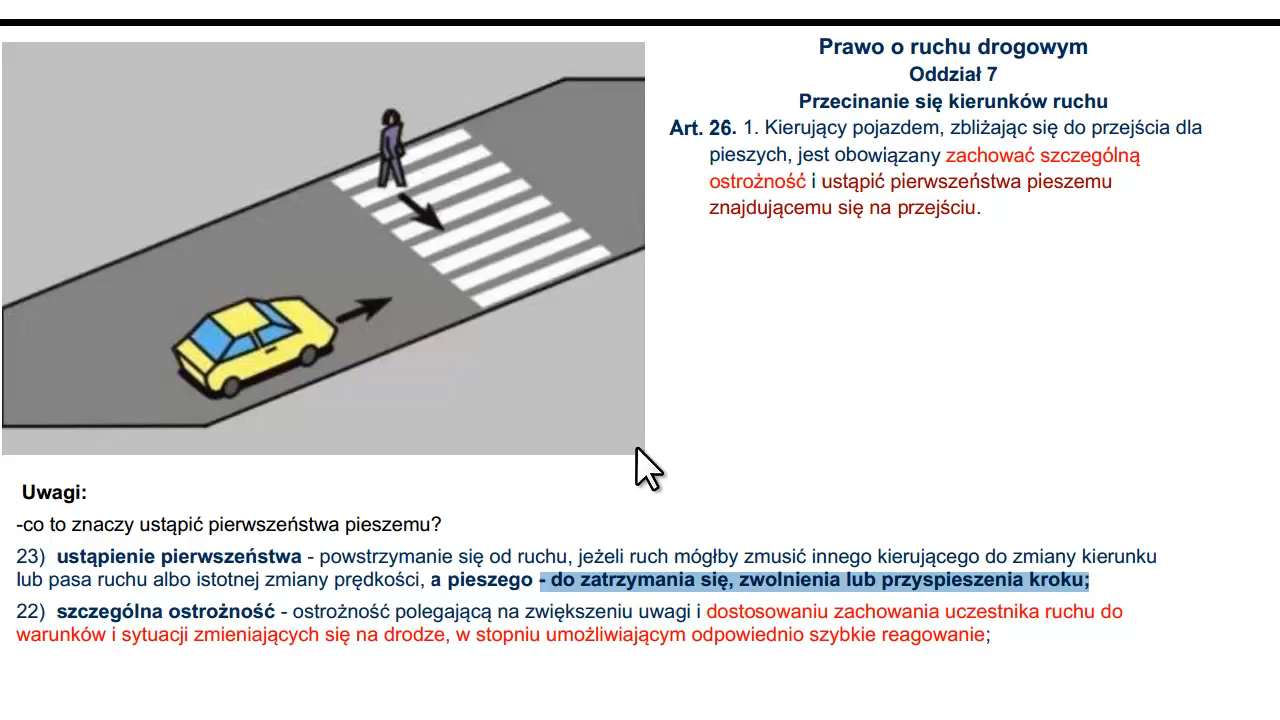 Prawo o ruchu drogowym
Oddział 7
Przecinanie się kierunków ruchu
Art. 26. 1. Kierujący pojazdem, zbliżając się do przejścia dla
pieszych, jest obowiązany zachować szczególną
ostrożność i ustąpić pierwszeństwa pieszemu
znajdującemu się na przejściu.
Uwagi:
-co to znaczy ustąpić pierwszeństwa pieszemu?
23) ustąpienie pierwszeństwa - powstrzymanie się od ruchu, jeżeli ruch mógłby zmusić innego kierującego do zmiany kierunku
lub pasa ruchu albo istotnej zmiany prędkości, a pieszego - do zatrzymania się, zwolnienia lub przyspieszenia kroku;
22) szczególna ostrożność - ostrożność polegającą na zwiększeniu uwagi i dostosowaniu zachowania uczestnika ruchu do
warunków i sytuacji zmieniających się na drodze, w stopniu umożliwiającym odpowiednio szybkie reagowanie;